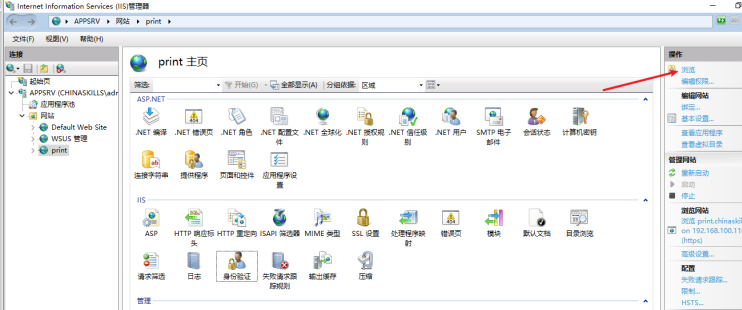 Internet Information Services (IIS)管理器
APPSRV 网站 print
文件(F) 视图(V) 帮助(H)
连接
起始页
APPSRV (CHINASKILLS\adr
应用程序池
网站
Default Web Site
WSUS 管理
print
print 主页
筛选: 开始(G) 全部显示(A) 分组依据: 区域
ASP.NET
.NET 编译 .NET 错误页 .NET 角色 .NET 配置文件 .NET 全球化 .NET 授权规则 .NET 信任级别 .NET 用户 SMTP 电子邮件 会话状态 计算机密钥
连接字符串 提供程序 页面和控件 应用程序设置
IIS
ASP HTTP 响应标头 HTTP 重定向 ISAPI 筛选器 MIME 类型 SSL 设置 处理程序映射 错误页 模块 默认文档 目录浏览
请求筛选 日志 身份验证 失败请求跟踪规则 输出缓存 压缩
管理
操作
浏览
编辑权限...
编辑网站
绑定...
基本设置...
查看应用程序
查看虚拟目录
管理网站
重新启动
启动
停止
浏览网站
浏览 print.chinaskil
on 192.168.100.11
(https)
高级设置...
配置
失败请求跟踪...
限制...
HSTS...